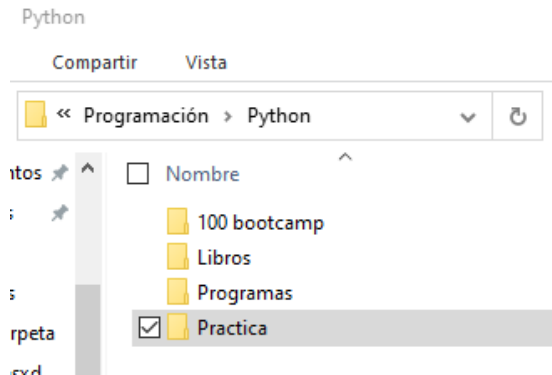 Python
Compartir Vista
« Programación > Python
Nombre
100 bootcamp
Libros
Programas
Practica